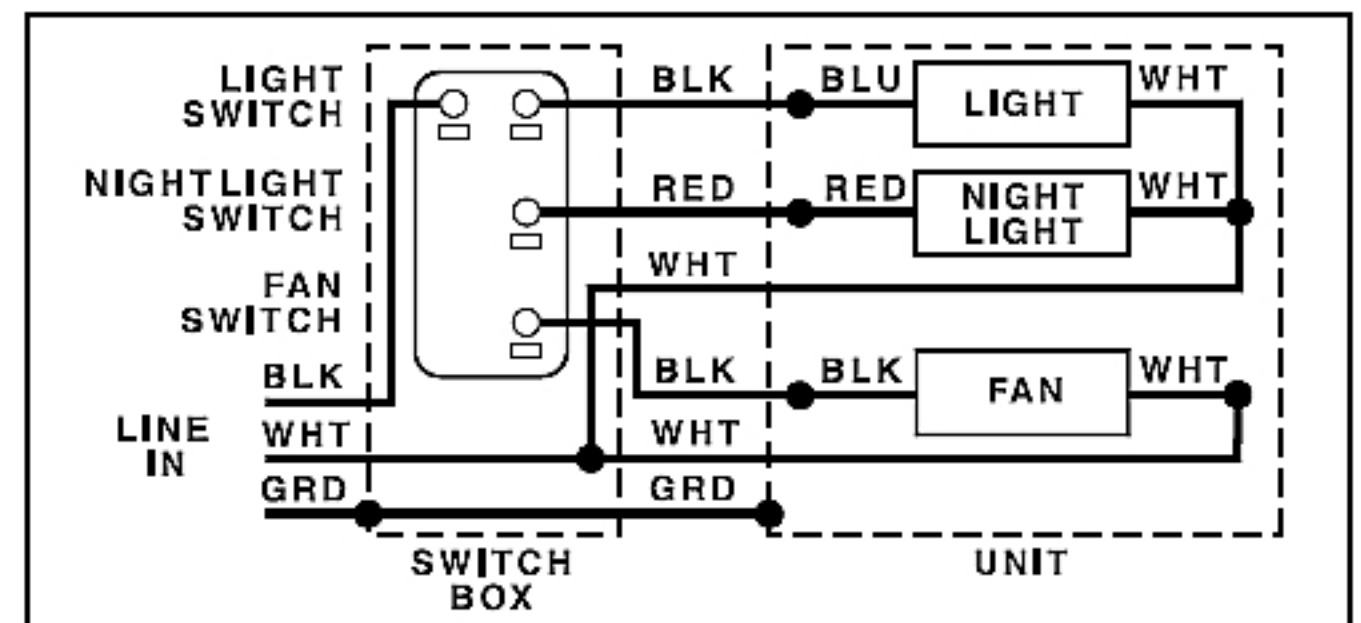 LIGHT
SWITCH
BLK
BLU
LIGHT
WHT
NIGHT LIGHT
SWITCH
RED
RED
NIGHT
LIGHT
WHT
FAN
SWITCH
WHT
BLK
BLK
BLK
FAN
WHT
LINE
IN
WHT
WHT
GRD
GRD
SWITCH
BOX
UNIT